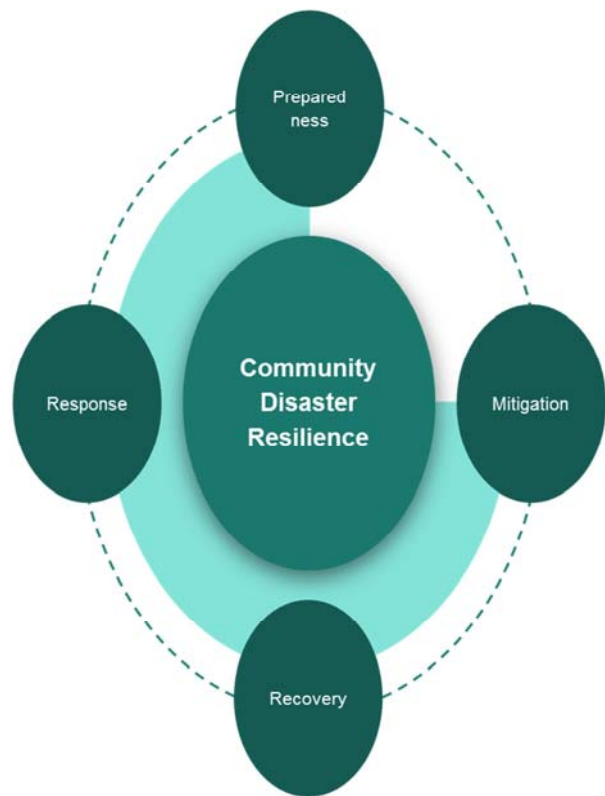 Prepared
ness
Response
Community
Disaster
Resilience
Mitigation
Recovery